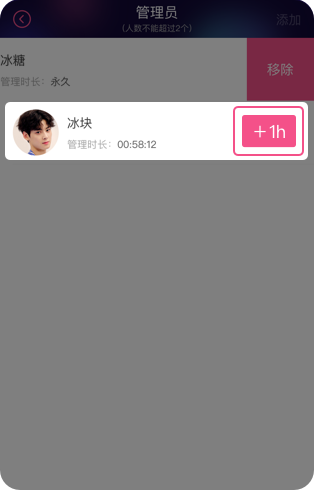 管理员
(人数不能超过2个)
添加
冰糖
管理时长：永久
移除
冰块
管理时长：00:58:12
＋1h